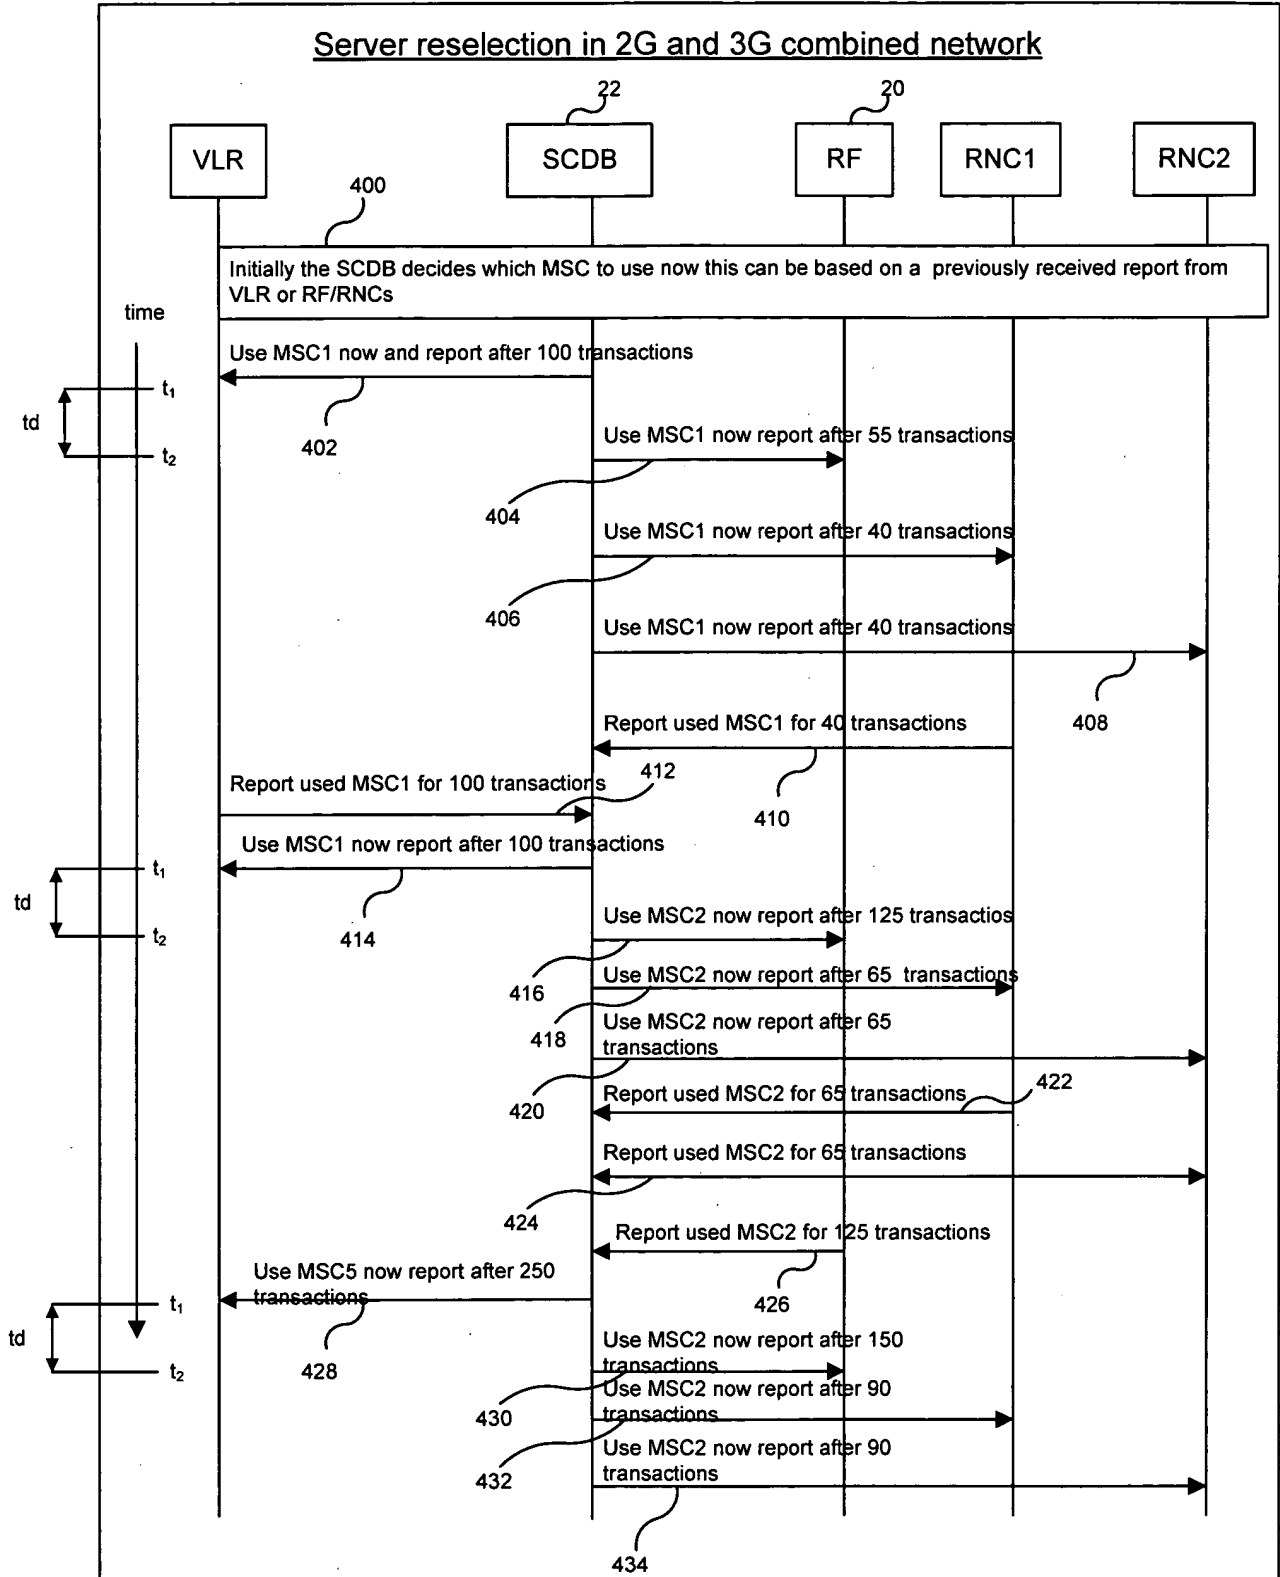 Server reselection in 2G and 3G combined network
22
20
VLR
SCDB
RF
RNC1
RNC2
400
Initially the SCDB decides which MSC to use now this can be based on a previously received report from
VLR or RF/RNCs
time
Use MSC1 now and report after 100 transactions
t1
td
402
t2
Use MSC1 now report after 55 transactions
404
Use MSC1 now report after 40 transactions
406
Use MSC1 now report after 40 transactions
408
Report used MSC1 for 40 transactions
410
412
Report used MSC1 for 100 transactions
Use MSC1 now report after 100 transactions
t1
td
414
t2
Use MSC2 now report after 125 transactios
416
Use MSC2 now report after 65 transactions
418
Use MSC2 now report after 65
transactions
420
Report used MSC2 for 65 transactions
422
Report used MSC2 for 65 transactions
424
Report used MSC2 for 125 transactions
426
Use MSC5 now report after 250
transactions
t1
td
428
t2
Use MSC2 now report after 150
transactions
430
Use MSC2 now report after 90
transactions
432
Use MSC2 now report after 90
transactions
434